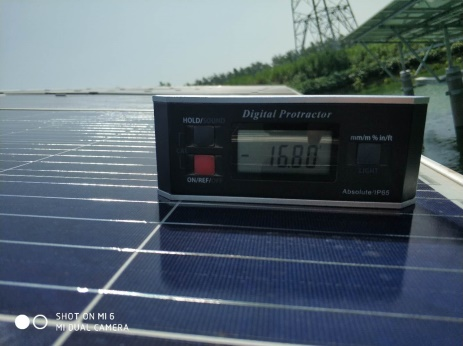 Digital Protractor
HOLD/
mm/m % in/ft
- 16.80
ON/REF/
LIGHT
Absolute IP65
SHOT ON MI 6
MI DUAL CAMERA